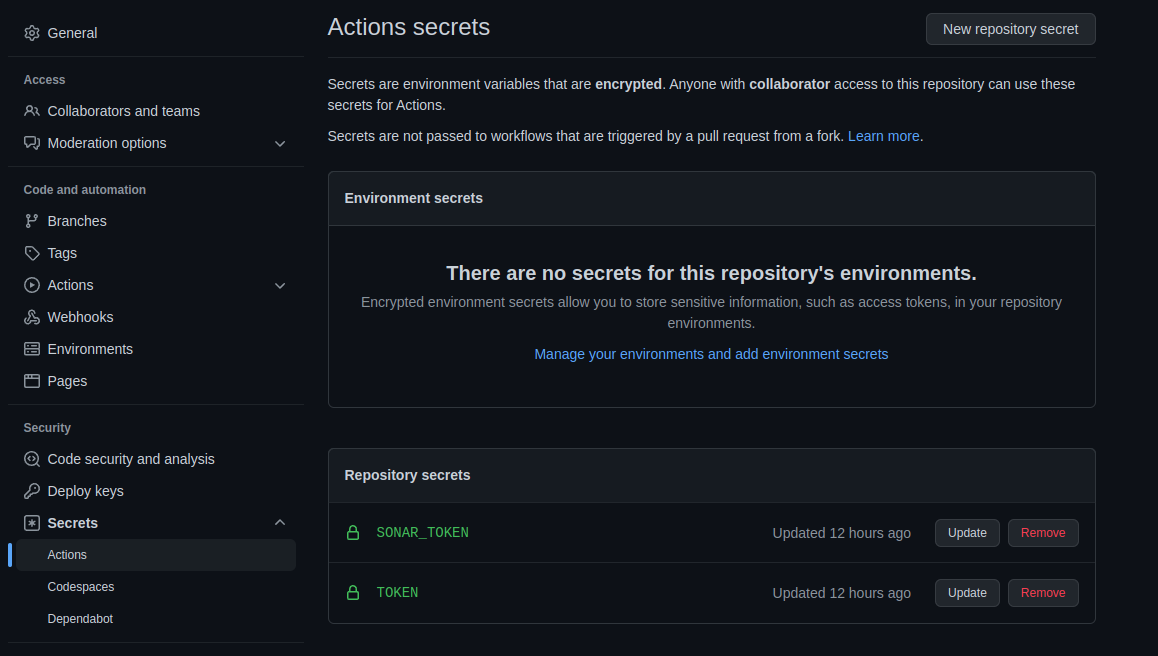 General
Access
Collaborators and teams
Moderation options
Code and automation
Branches
Tags
Actions
Webhooks
Environments
Pages
Security
Code security and analysis
Deploy keys
Secrets
Actions
Codespaces
Dependabot
Actions secrets
New repository secret
Secrets are environment variables that are encrypted. Anyone with collaborator access to this repository can use these
secrets for Actions.
Secrets are not passed to workflows that are triggered by a pull request from a fork. Learn more.
Environment secrets
There are no secrets for this repository's environments.
Encrypted environment secrets allow you to store sensitive information, such as access tokens, in your repository
environments.
Manage your environments and add environment secrets
Repository secrets
SONAR_TOKEN Updated 12 hours ago Update Remove
TOKEN Updated 12 hours ago Update Remove